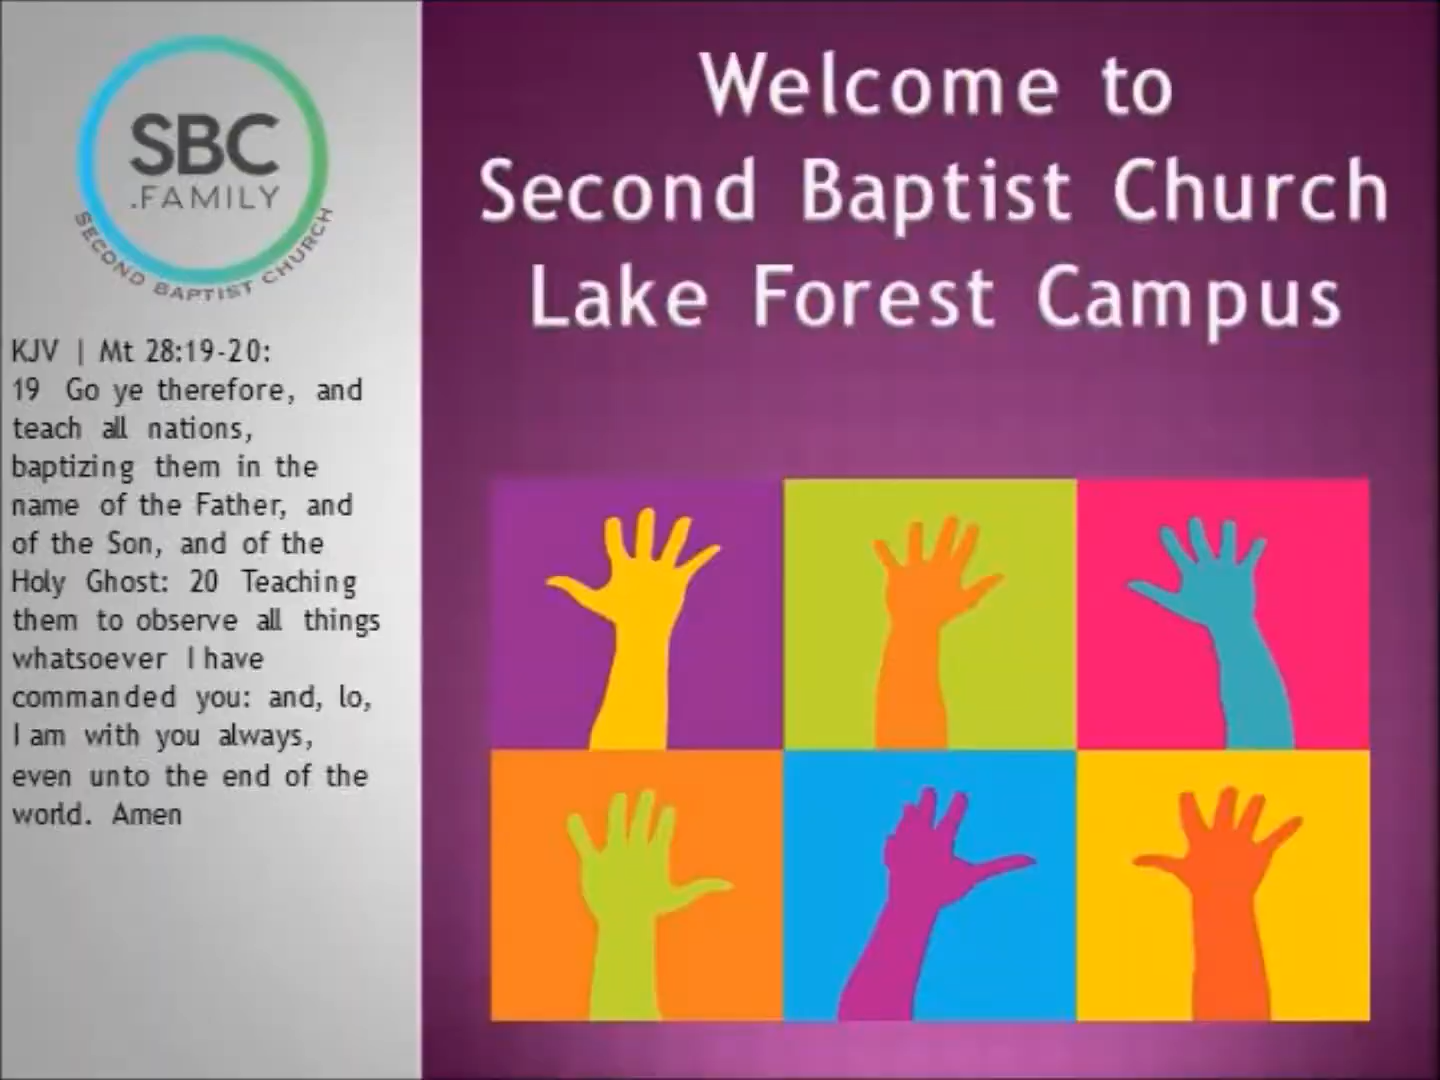 SBC
.FAMILY
SECOND BAPTIST CHURCH
KJV | Mt 28:19-20:
19 Go ye therefore, and
teach all nations,
baptizing them in the
name of the Father, and
of the Son, and of the
Holy Ghost: 20 Teaching
them to observe all things
whatsoever I have
commanded you: and, lo,
I am with you always,
even unto the end of the
world. Amen
Welcome to
Second Baptist Church
Lake Forest Campus